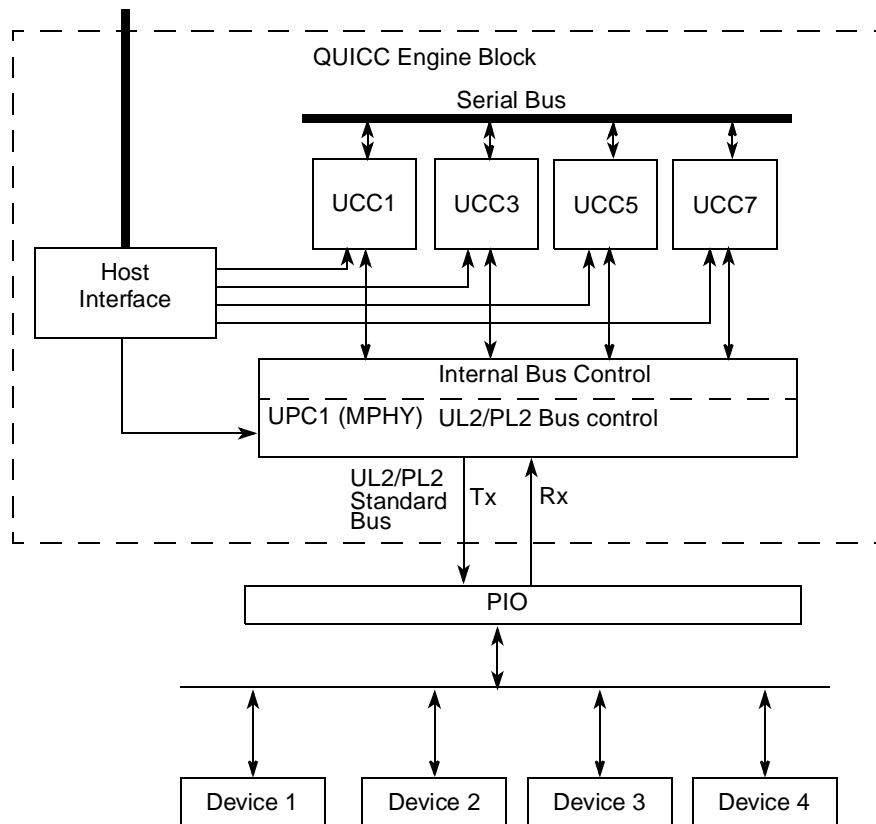 QUICC Engine Block
Serial Bus
UCC1
UCC3
UCC5
UCC7
Host
Interface
Internal Bus Control
UPC1 (MPHY)
UL2/PL2 Bus control
UL2/PL2
Standard
Bus
Tx
Rx
PIO
Device 1
Device 2
Device 3
Device 4